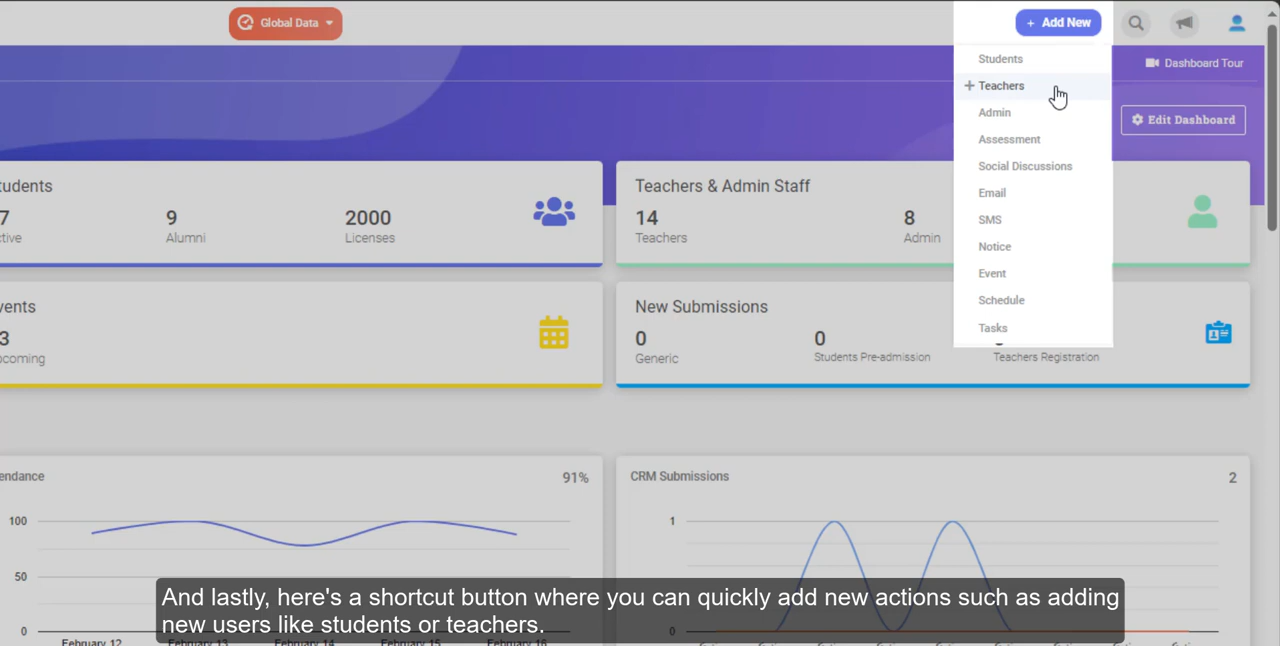 Global Data
+ Add New
Students
Dashboard Tour
+ Teachers
Admin
Edit Dashboard
Assessment
Social Discussions
Email
SMS
Notice
Event
Schedule
Tasks
tudents
7
9
2000
ctive
Alumni
Licenses
Teachers & Admin Staff
14
8
Teachers
Admin
vents
3
pcoming
New Submissions
0
0
Generic
Students Pre-admission
Teachers Registration
endance
91%
100
50
0
February 12
February 13
February 14
February 15
February 16
CRM Submissions
2
1
0
And lastly, here's a shortcut button where you can quickly add new actions such as adding
new users like students or teachers.